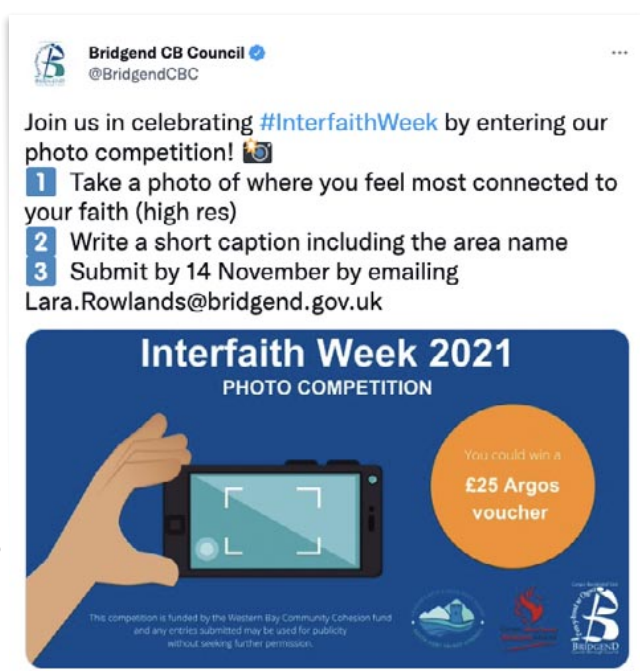 Bridgend CB Council
@BridgendCBC
Join us in celebrating #InterfaithWeek by entering our
photo competition! 📸
1 Take a photo of where you feel most connected to
your faith (high res)
2 Write a short caption including the area name
3 Submit by 14 November by emailing
Lara.Rowlands@bridgend.gov.uk
Interfaith Week 2021
PHOTO COMPETITION
You could win a
£25 Argos
voucher
This competition is funded by the Western Bay Community Cohesion fund
and any entries submitted may be used for publicity
without seeking further permission.
BRIDGEND